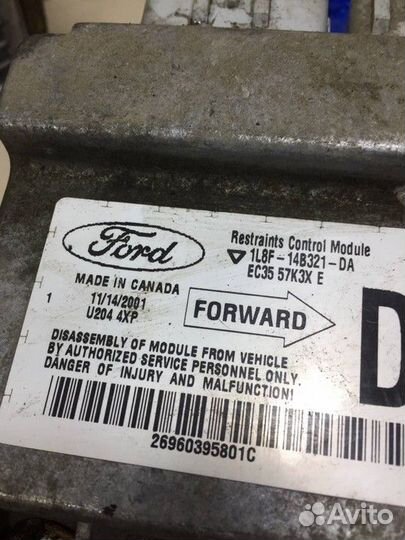 Ford
Restraints Control Module
1L8F-14B321-DA
EC35 57K3X E
MADE IN CANADA
1 11/14/2001
U204 4XP
FORWARD
D
DISASSEMBLY OF MODULE FROM VEHICLE
BY AUTHORIZED SERVICE PERSONNEL ONLY.
DANGER OF INJURY AND MALFUNCTION!
26960395801C
Avito